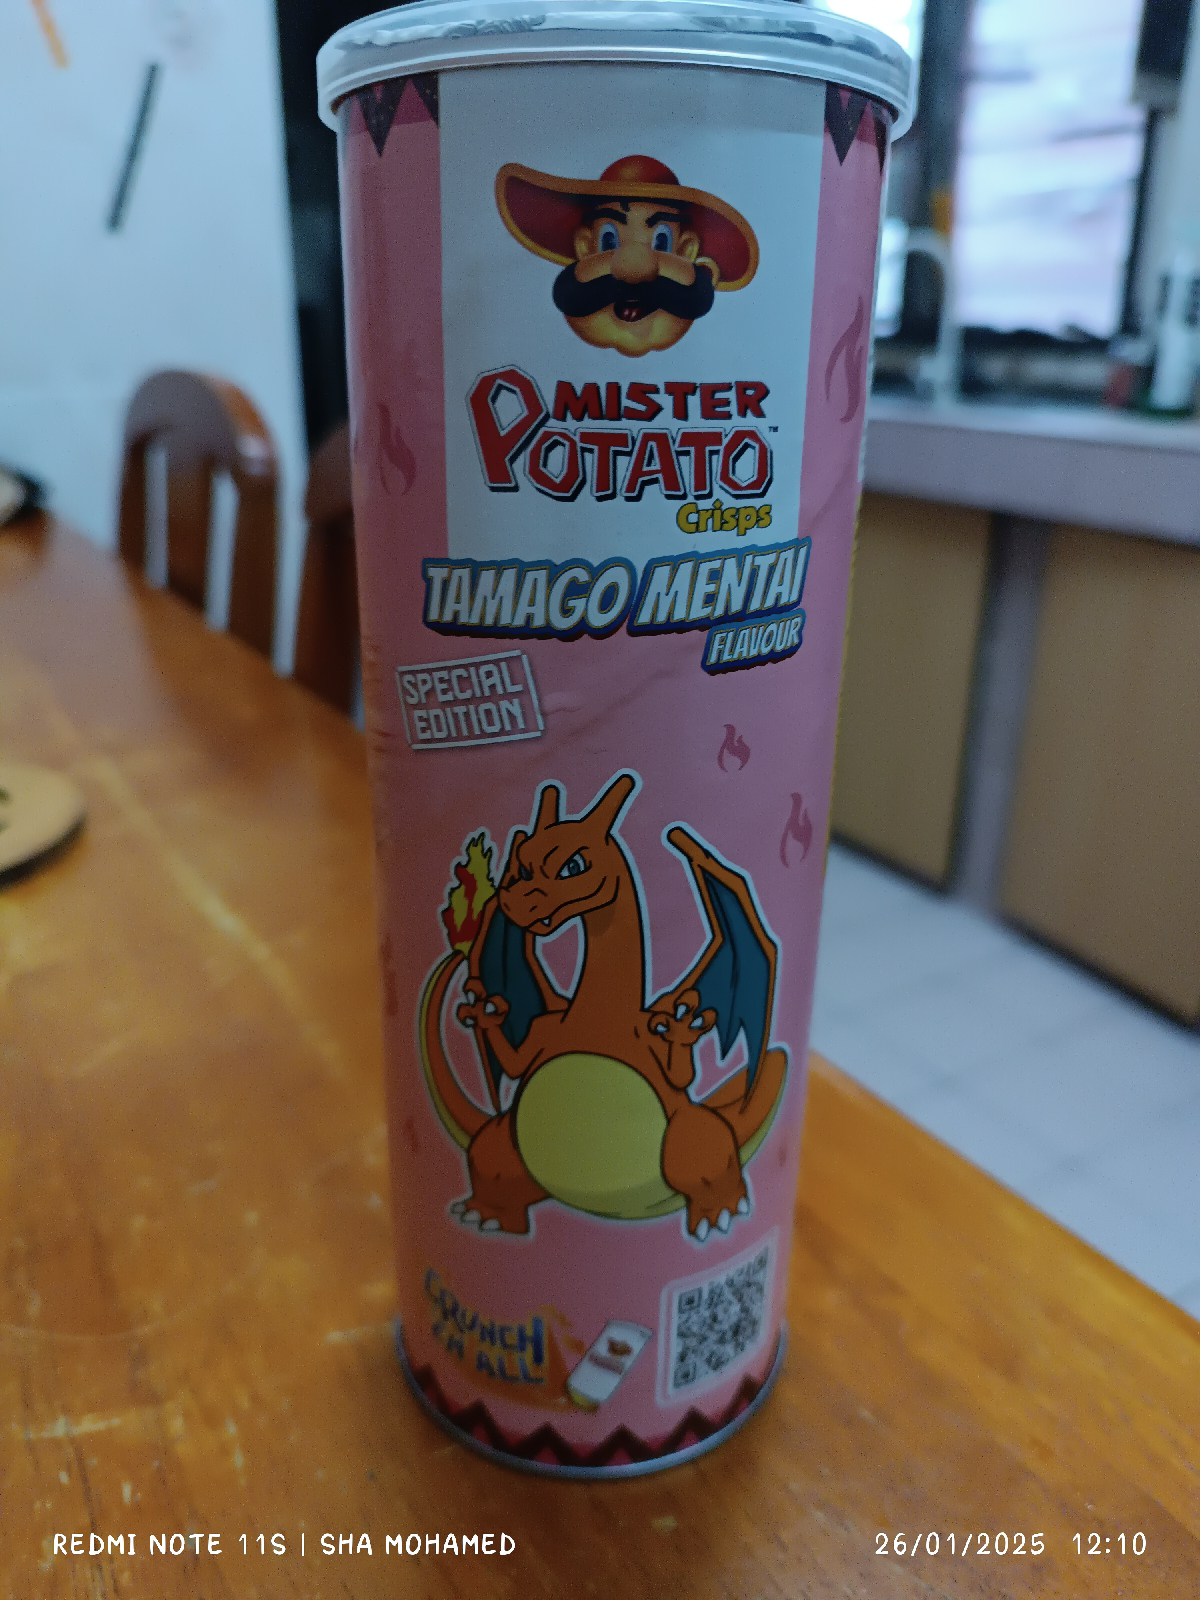 MISTER
POTATO™
Crisps
TAMAGO MENTAI
FLAVOUR
SPECIAL
EDITION
CRUNCH
'EM ALL
REDMI NOTE 11S | SHA MOHAMED
26/01/2025 12:10